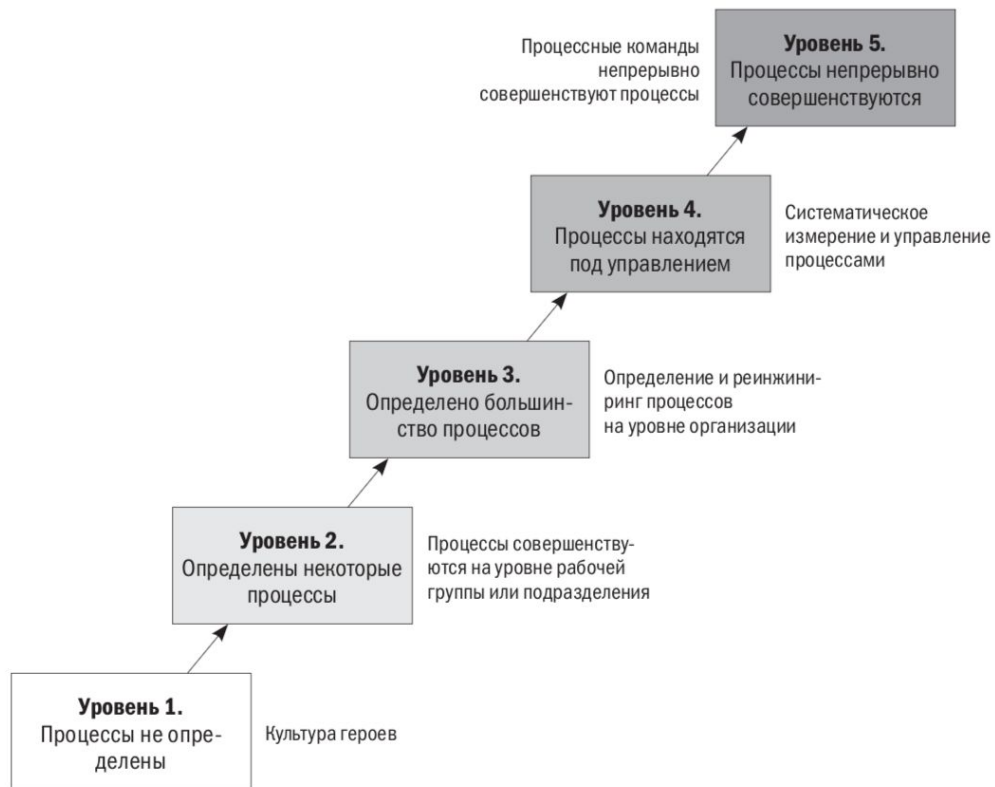 Процессные команды
непрерывно
совершенствуют процессы
Уровень 5.
Процессы непрерывно
совершенствуются
Уровень 4.
Процессы находятся
под управлением
Систематическое
измерение и управление
процессами
Уровень 3.
Определено большин-
ство процессов
Определение и реинжини-
ринг процессов
на уровне организации
Уровень 2.
Определены некоторые
процессы
Процессы совершенству-
ются на уровне рабочей
группы или подразделения
Уровень 1.
Процессы не опре-
делены
Культура героев